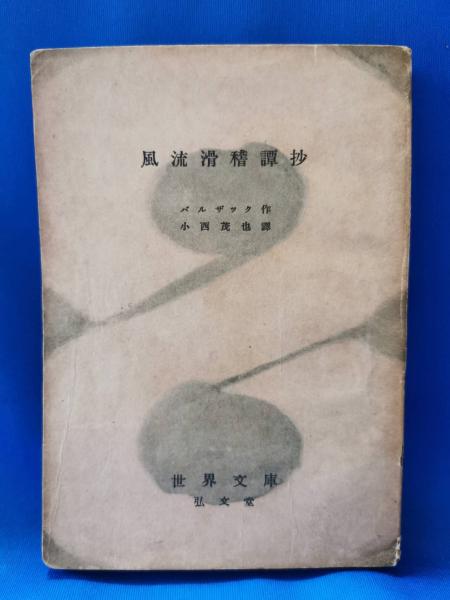 風流滑稽譚抄
バルザック作
小西茂也譯
世界文庫
弘文堂